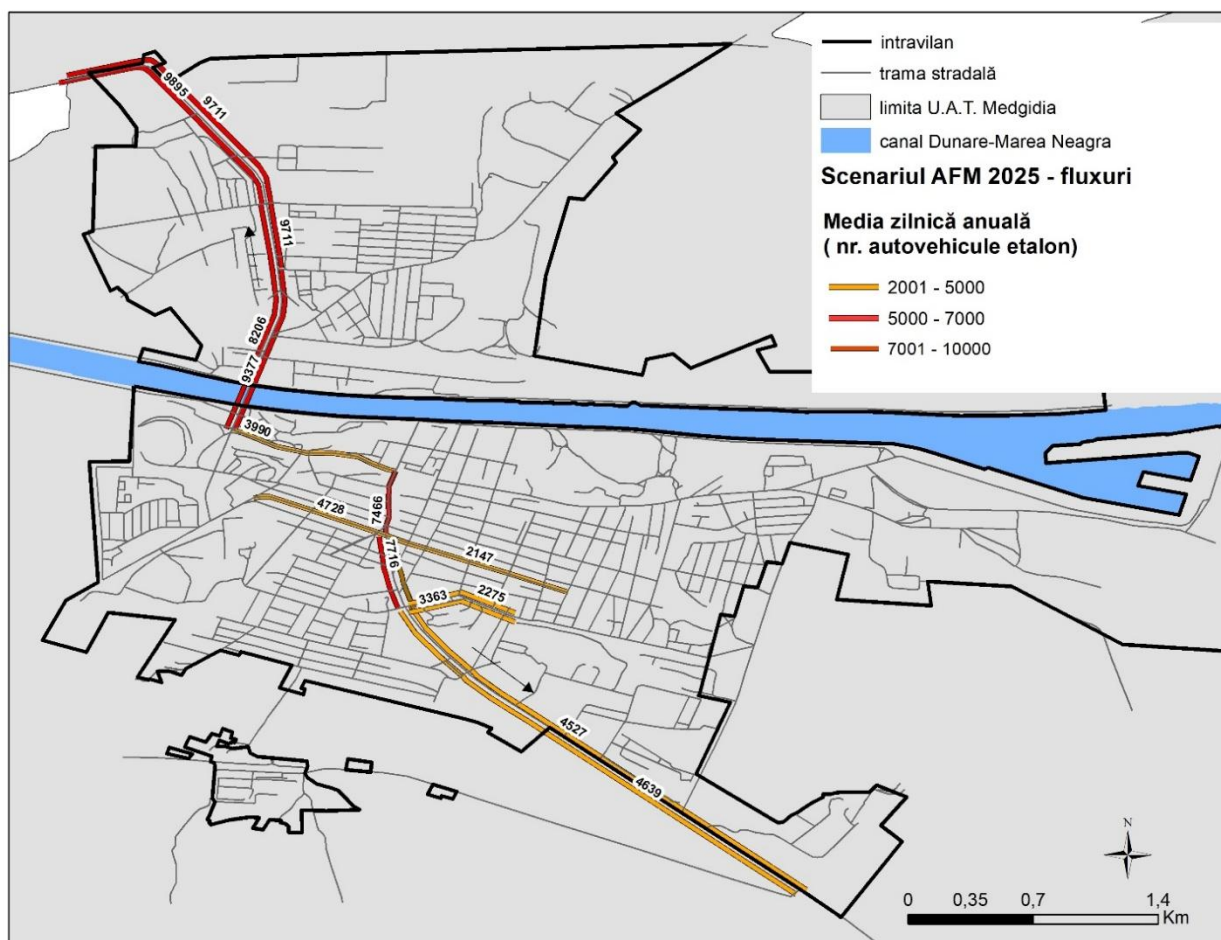 intravilan
trama stradală
limita U.A.T. Medgidia
canal Dunare-Marea Neagra
Scenariul AFM 2025 - fluxuri
Media zilnică anuală
( nr. autovehicule etalon)
2001 - 5000
5000 - 7000
7001 - 10000
9895
9711
9711
8206
9377
3990
7466
4728
7716
2147
3363
2275
4527
4639
N
0 0,35 0,7 1,4
Km